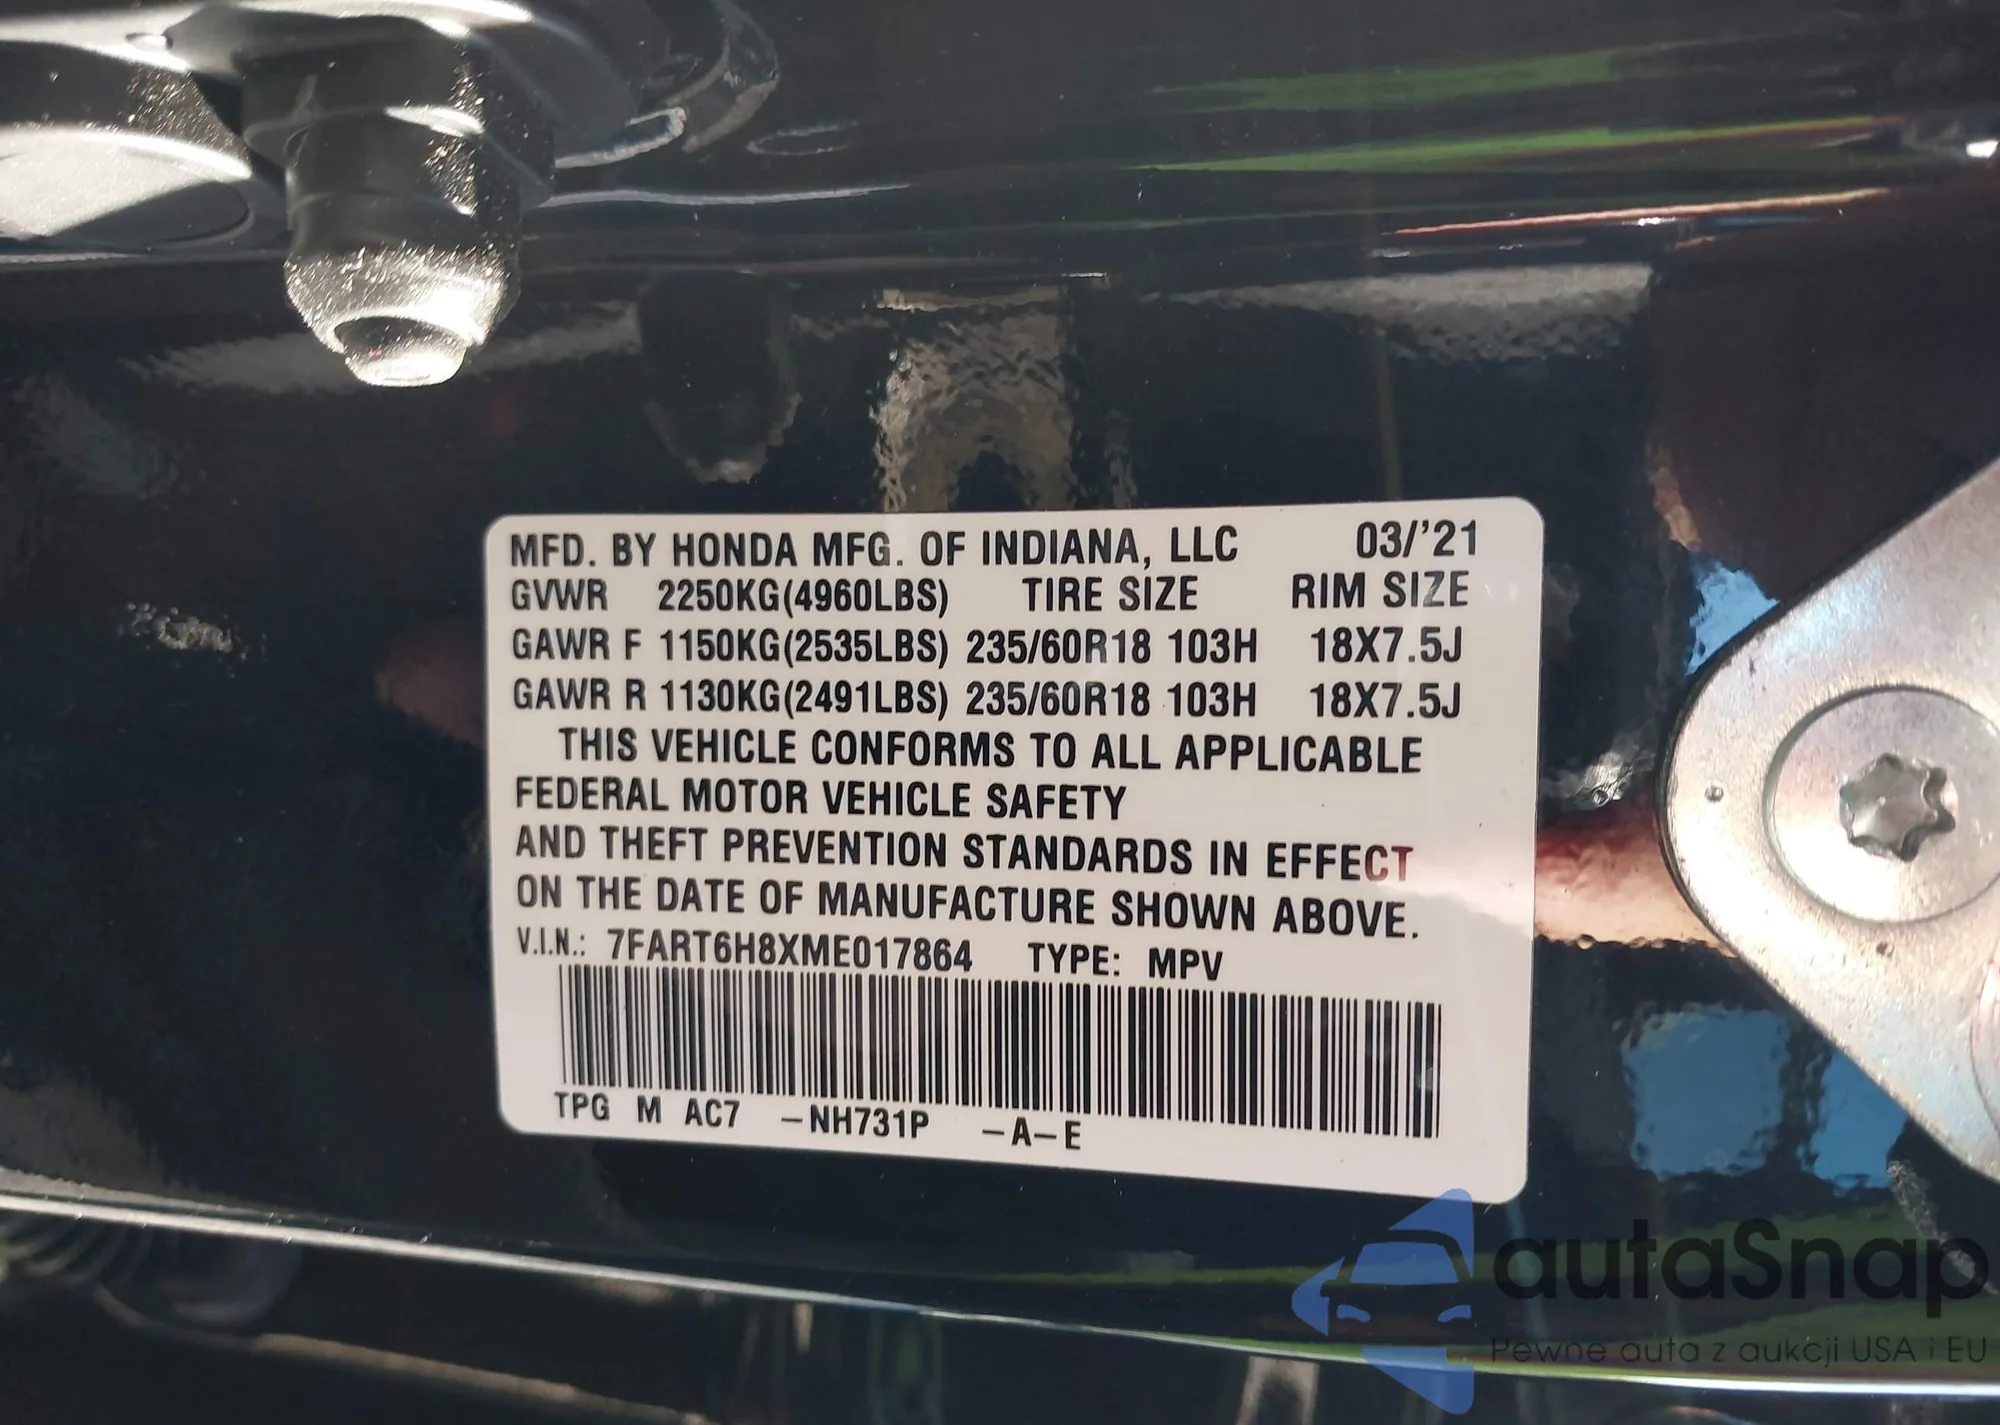 MFD. BY HONDA MFG. OF INDIANA, LLC 03/'21
GVWR 2250KG(4960LBS) TIRE SIZE RIM SIZE
GAWR F 1150KG(2535LBS) 235/60R18 103H 18X7.5J
GAWR R 1130KG(2491LBS) 235/60R18 103H 18X7.5J
THIS VEHICLE CONFORMS TO ALL APPLICABLE
FEDERAL MOTOR VEHICLE SAFETY
AND THEFT PREVENTION STANDARDS IN EFFECT
ON THE DATE OF MANUFACTURE SHOWN ABOVE.
V.I.N.: 7FART6H8XME017864 TYPE: MPV
TPG M AC7 -NH731P -A-E
autaSnap
Pewne auta z aukcji USA i EU